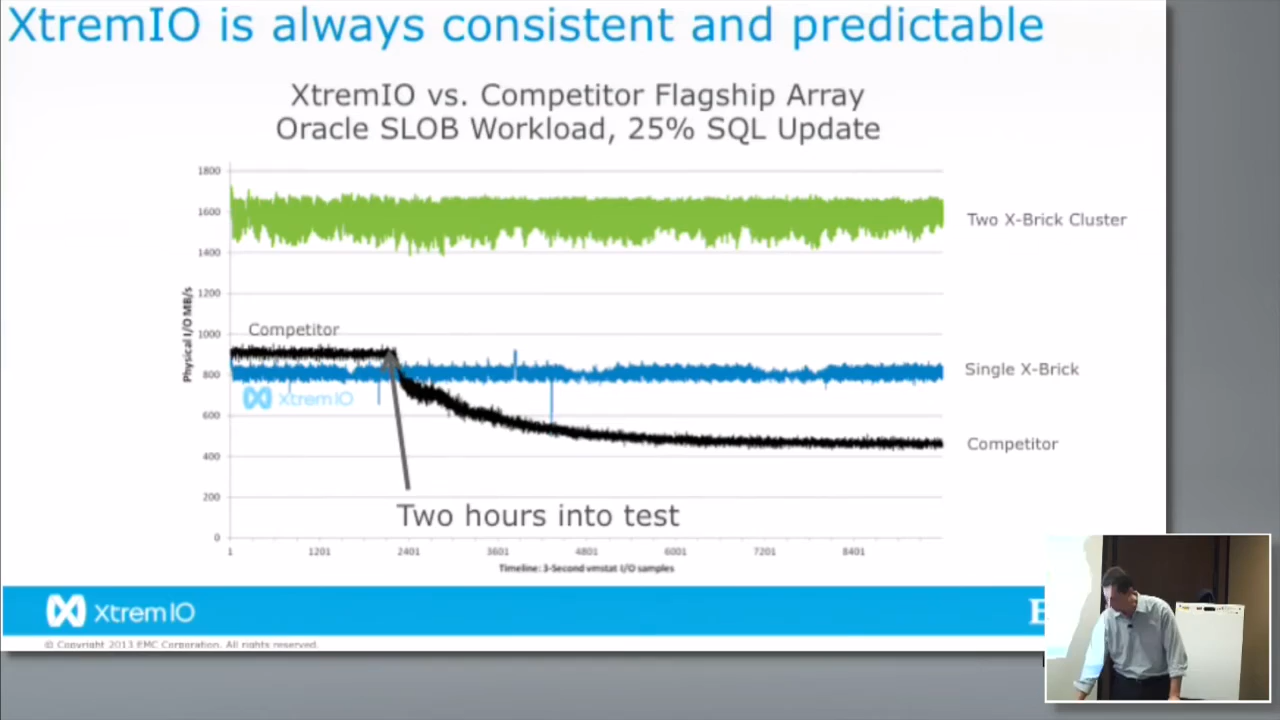 XtremIO is always consistent and predictable
XtremIO vs. Competitor Flagship Array
Oracle SLOB Workload, 25% SQL Update
1800
1600
1400
1200
1000
800
600
400
200
0
Physical I/O MB/s
Two X-Brick Cluster
Competitor
Single X-Brick
XtremIO
Competitor
Two hours into test
1 1201 2401 3601 4801 6001 7201 8401
Timeline: 3-Second vmstat I/O samples
XtremIO
E
© Copyright 2013 EMC Corporation. All rights reserved.